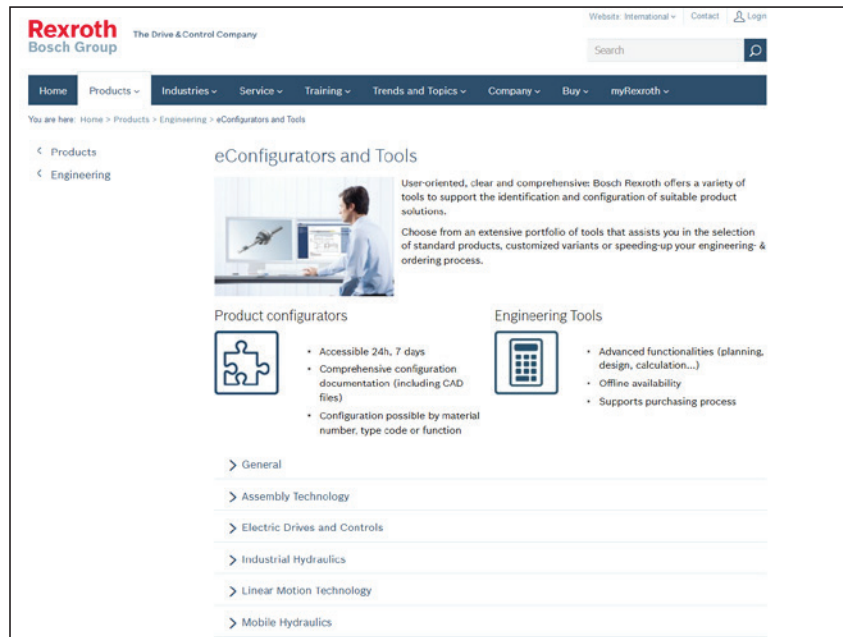 Website: International
Contact
Login
Rexroth
Bosch Group
The Drive & Control Company
Search
Home
Products
Industries
Service
Training
Trends and Topics
Company
Buy
myRexroth
You are here: Home > Products > Engineering > eConfigurators and Tools
Products
Engineering
eConfigurators and Tools
User-oriented, clear and comprehensive: Bosch Rexroth offers a variety of
tools to support the identification and configuration of suitable product
solutions.
Choose from an extensive portfolio of tools that assists you in the selection
of standard products, customized variants or speeding-up your engineering- &
ordering process.
Product configurators
• Accessible 24h, 7 days
• Comprehensive configuration
documentation (including CAD
files)
• Configuration possible by material
number, type code or function
Engineering Tools
• Advanced functionalities (planning,
design, calculation...)
• Offline availability
• Supports purchasing process
General
Assembly Technology
Electric Drives and Controls
Industrial Hydraulics
Linear Motion Technology
Mobile Hydraulics